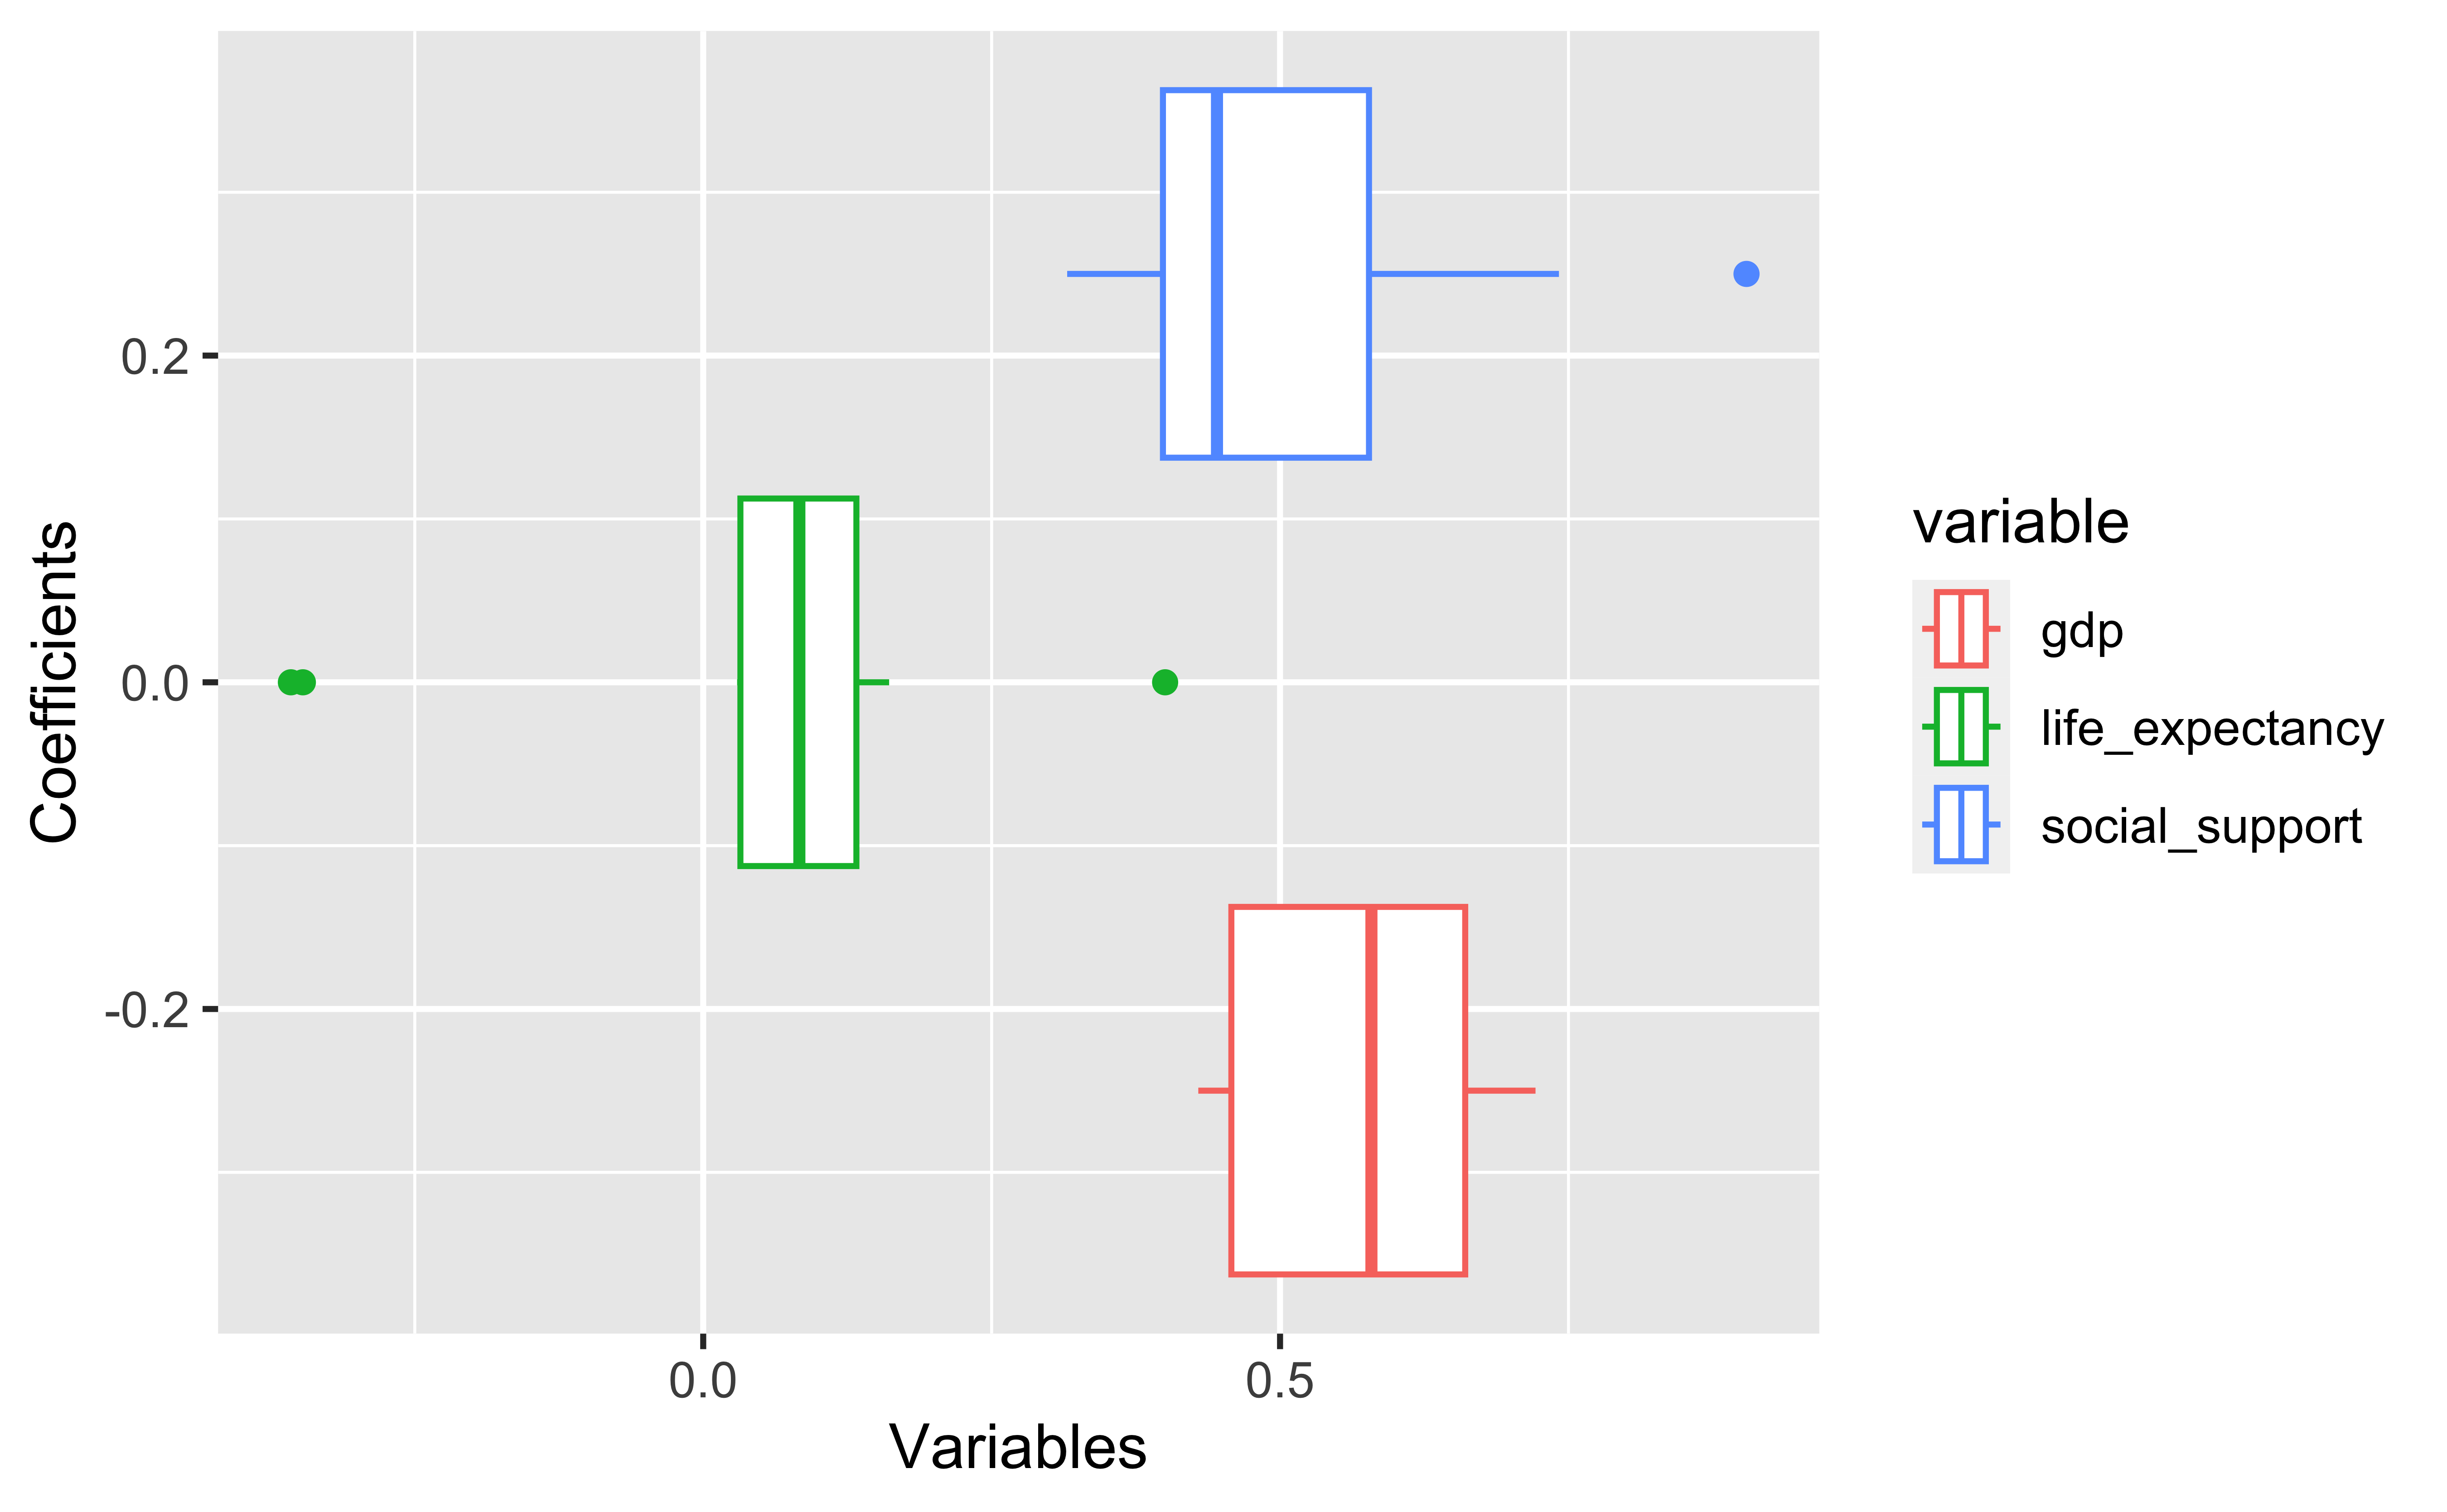 Coefficients
0.2
0.0
-0.2
0.0
0.5
Variables
variable
gdp
life_expectancy
social_support